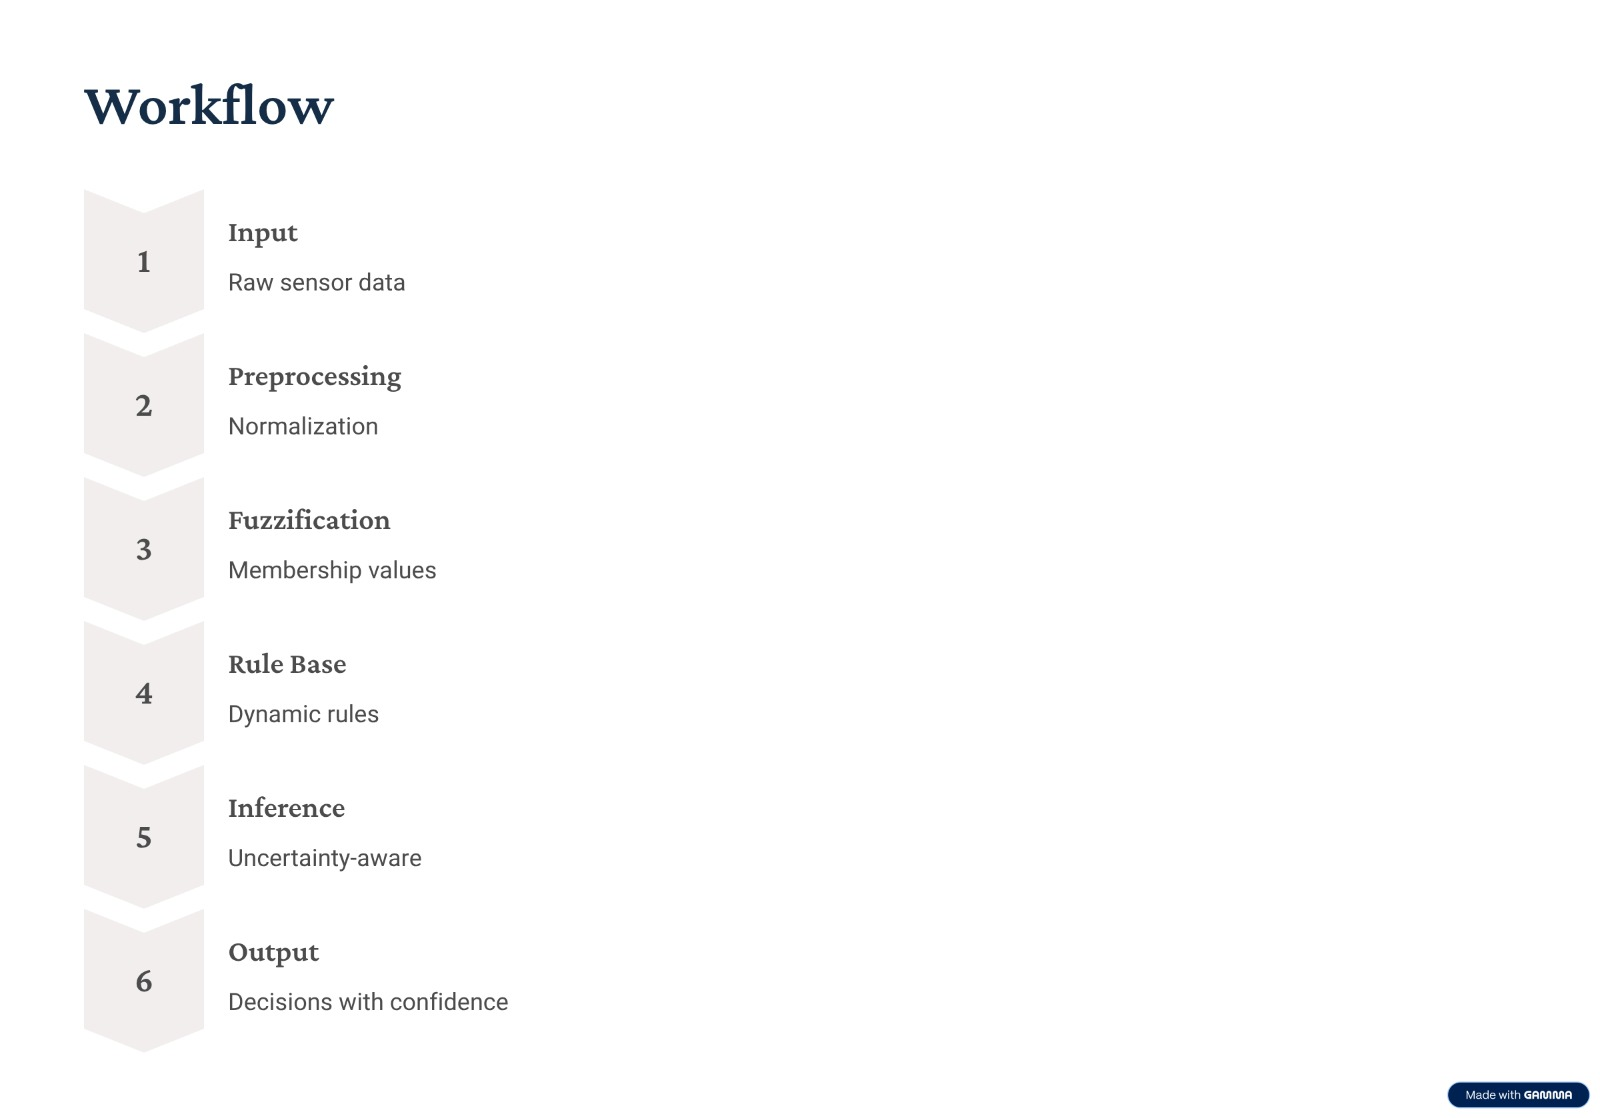 Workflow
1
Input
Raw sensor data
2
Preprocessing
Normalization
3
Fuzzification
Membership values
4
Rule Base
Dynamic rules
5
Inference
Uncertainty-aware
6
Output
Decisions with confidence
Made with GAMMA